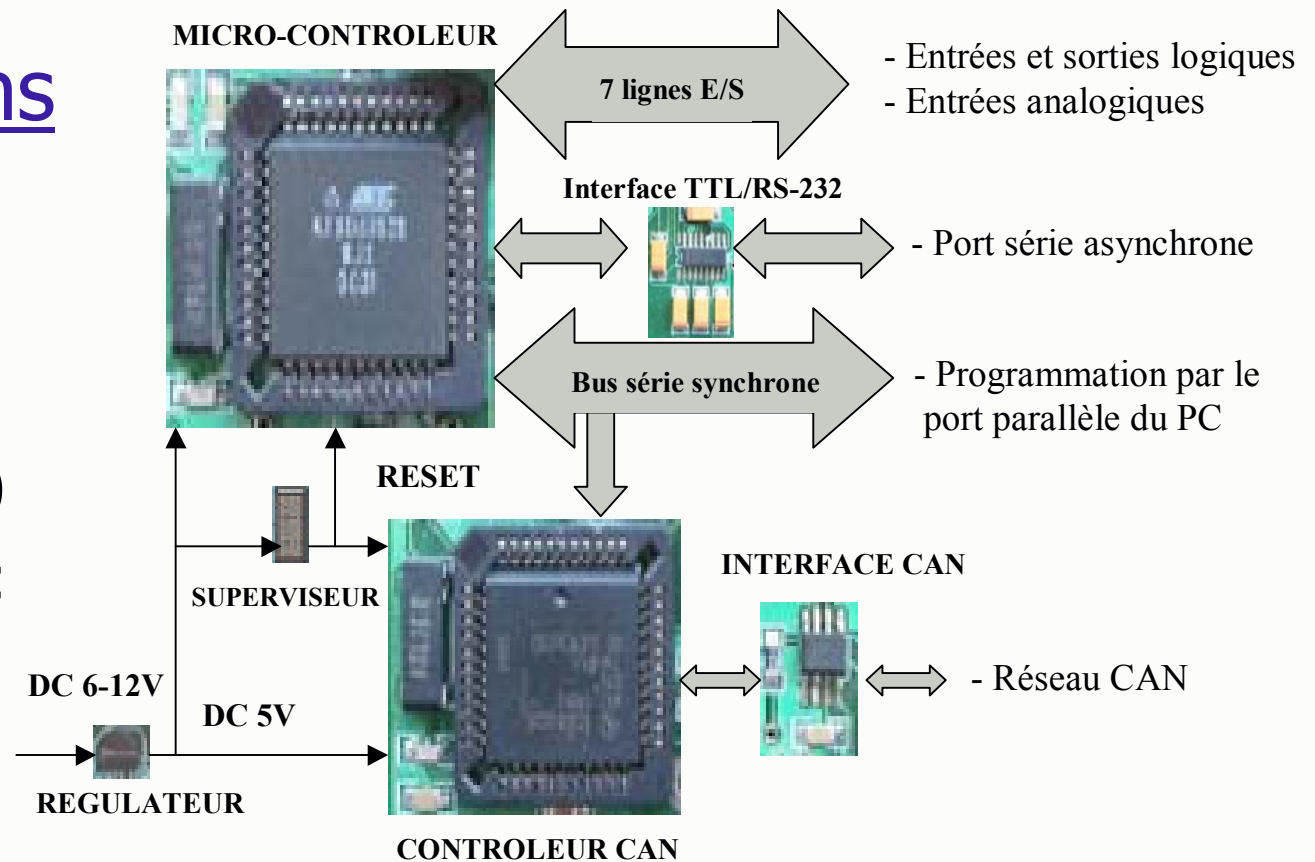 ns
MICRO-CONTROLEUR
7 lignes E/S
- Entrées et sorties logiques
- Entrées analogiques
Interface TTL/RS-232
- Port série asynchrone
Bus série synchrone
- Programmation par le
port parallèle du PC
)
RESET
SUPERVISEUR
INTERFACE CAN
DC 6-12V
DC 5V
- Réseau CAN
REGULATEUR
CONTROLEUR CAN